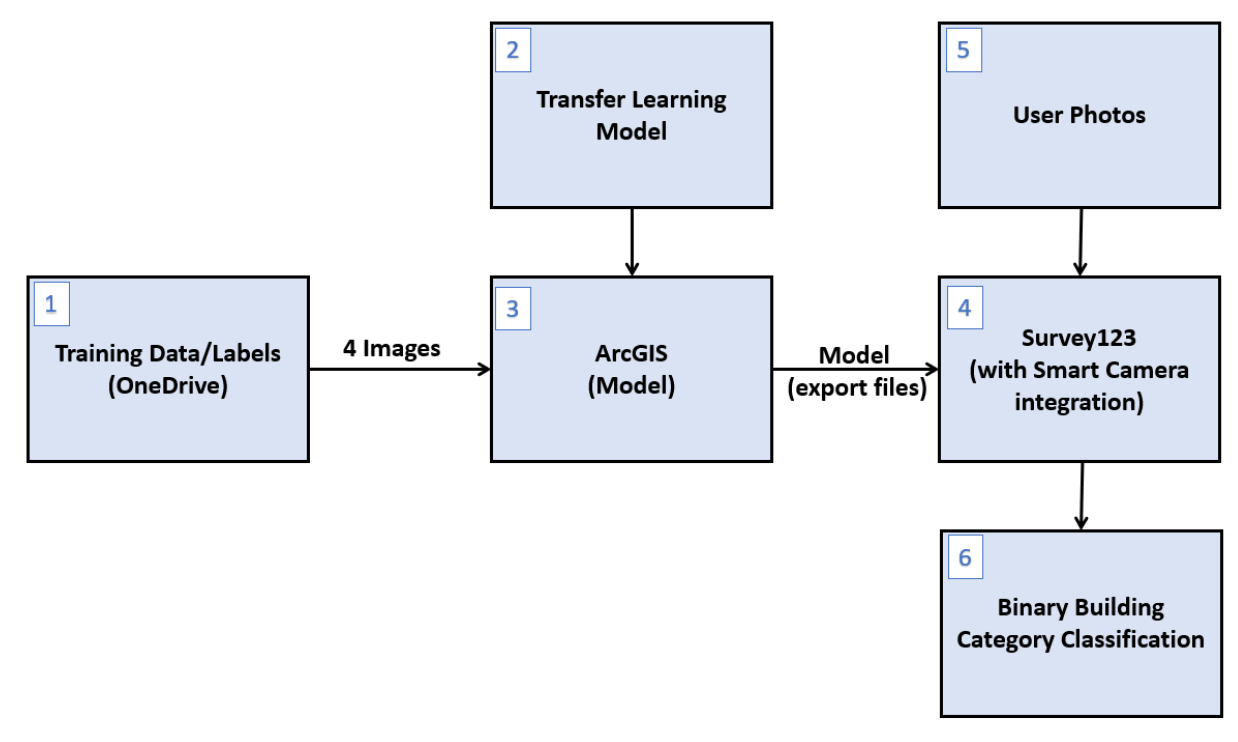 2
Transfer Learning
Model
5
User Photos
1
Training Data/Labels
(OneDrive)
4 Images
3
ArcGIS
(Model)
Model
(export files)
4
Survey123
(with Smart Camera
integration)
6
Binary Building
Category Classification